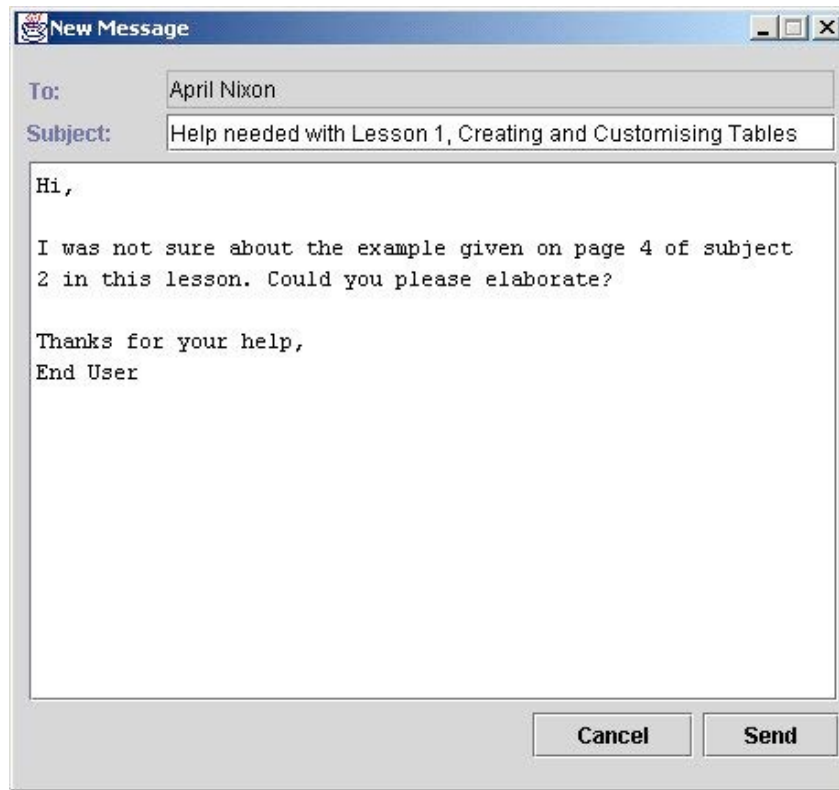 New Message
To: April Nixon
Subject: Help needed with Lesson 1, Creating and Customising Tables
Hi,
I was not sure about the example given on page 4 of subject
2 in this lesson. Could you please elaborate?
Thanks for your help,
End User
Cancel Send